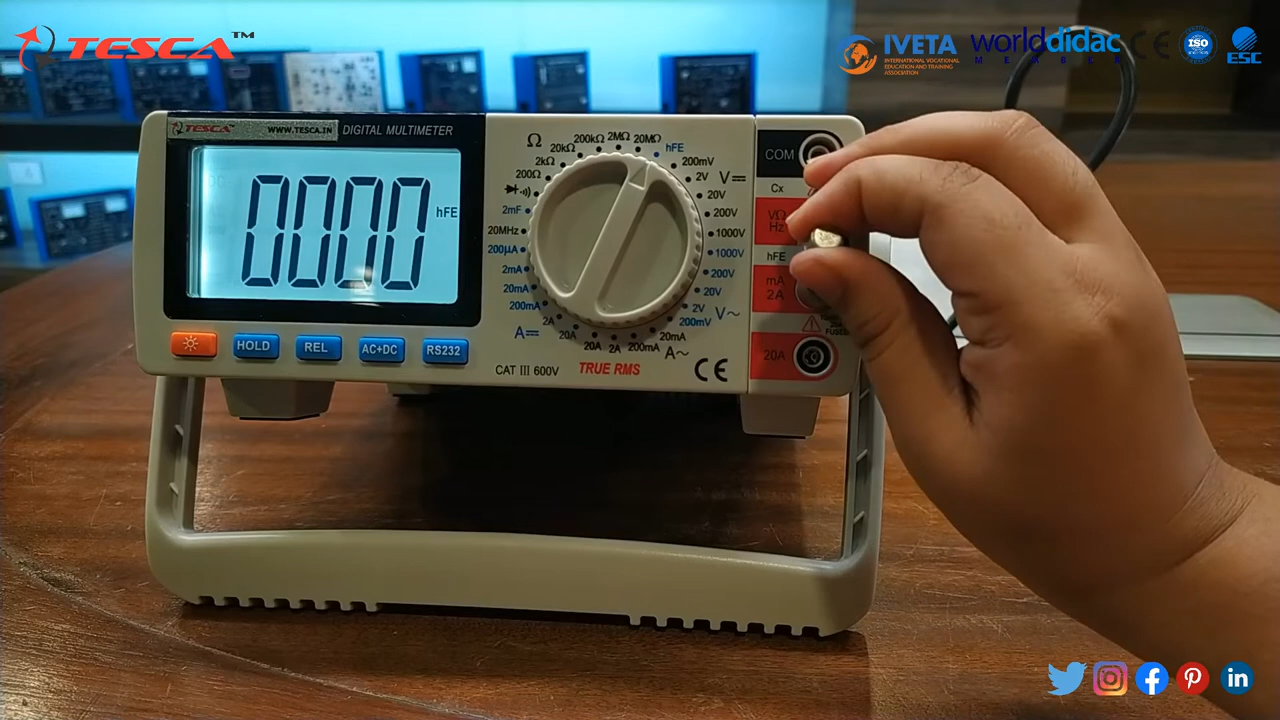 TESCA™
IVETA
INTERNATIONAL VOCATIONAL
EDUCATION AND TRAINING
ASSOCIATION
worlddidac
MEMBER
CE
ISO
ESC
TESCA™
WWW.TESCA.IN
DIGITAL MULTIMETER
0000
hFE
HOLD
REL
AC+DC
RS232
Ω
200Ω
2kΩ
20kΩ
200kΩ
2MΩ
20MΩ
hFE
200mV
2V
V⎓
20V
200V
1000V
1000V
200V
20V
2V
V~
200mV
20mA
A~
200mA
2A
20A
20A
2A
A⎓
200mA
20mA
2mA
200µA
20MHz
2mF
CAT III 600V
TRUE RMS
CE
COM
Cx
VΩ
Hz
hFE
mA
2A
FUSED
20A
in